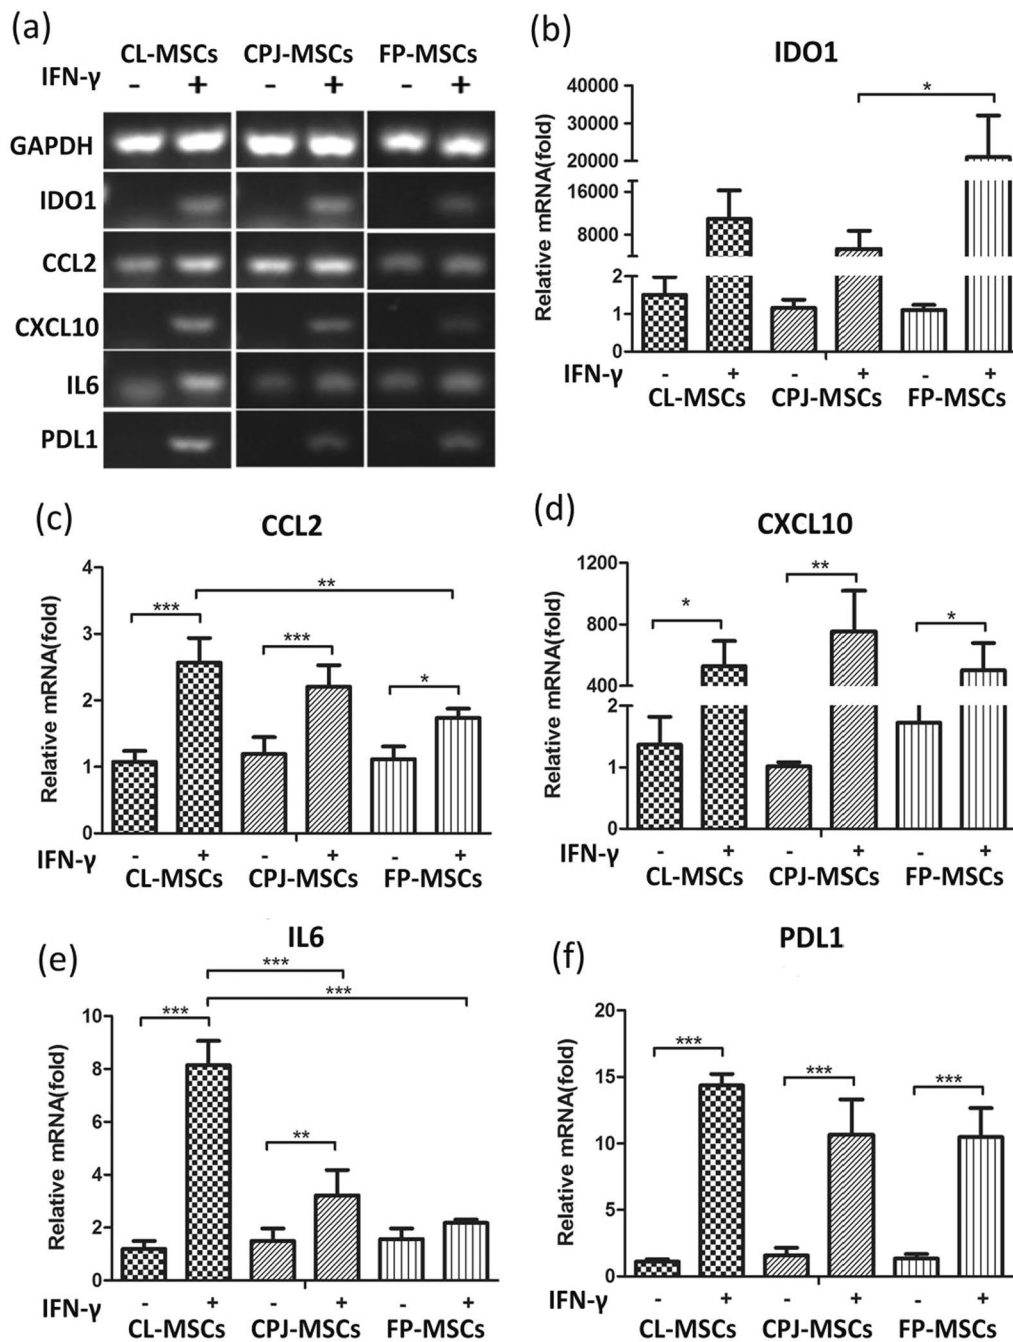 (a)
CL-MSCs CPJ-MSCs FP-MSCs
IFN-γ - + - + - +
GAPDH
IDO1
CCL2
CXCL10
IL6
PDL1
(b)
IDO1
Relative mRNA(fold)
40000
30000
20000
16000
8000
2
1
0
*
IFN-γ - + - + - +
CL-MSCs CPJ-MSCs FP-MSCs
(c)
CCL2
Relative mRNA(fold)
4
3
2
1
0
***
**
***
*
IFN-γ - + - + - +
CL-MSCs CPJ-MSCs FP-MSCs
(d)
CXCL10
Relative mRNA(fold)
1200
800
400
2
1
0
*
**
*
IFN-γ - + - + - +
CL-MSCs CPJ-MSCs FP-MSCs
(e)
IL6
Relative mRNA(fold)
10
8
6
4
2
0
***
***
***
**
IFN-γ - + - + - +
CL-MSCs CPJ-MSCs FP-MSCs
(f)
PDL1
Relative mRNA(fold)
20
15
10
5
0
***
***
***
IFN-γ - + - + - +
CL-MSCs CPJ-MSCs FP-MSCs